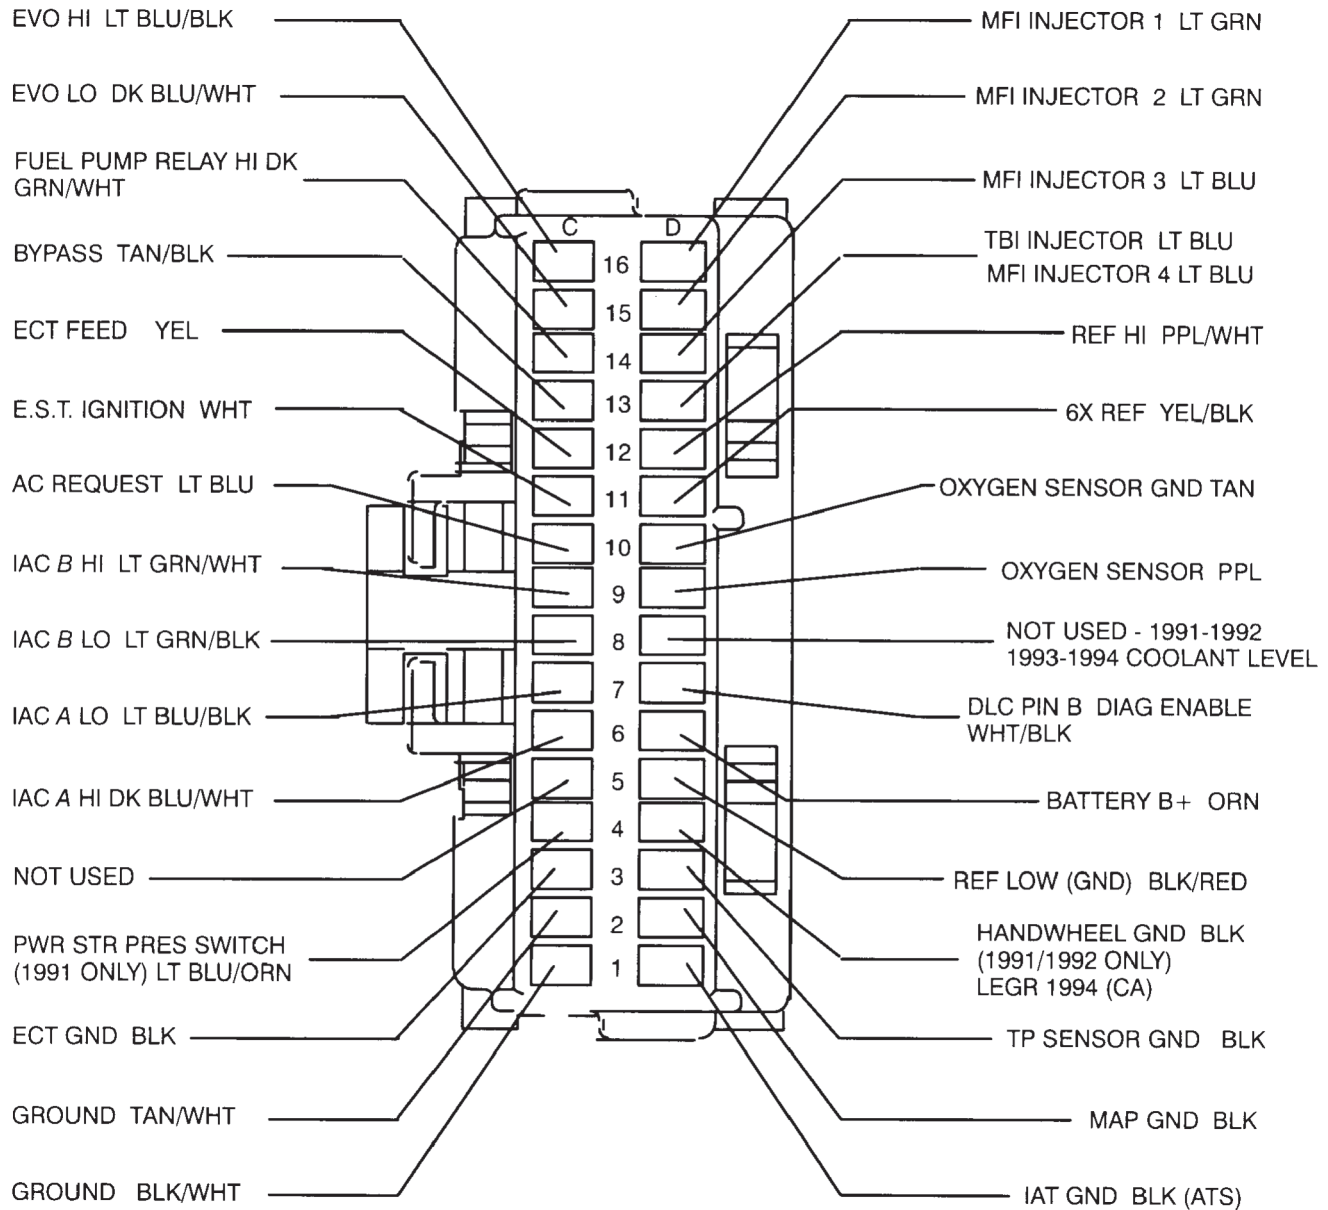 EVO HI LT BLU/BLK
EVO LO DK BLU/WHT
FUEL PUMP RELAY HI DK
GRN/WHT
BYPASS TAN/BLK
ECT FEED YEL
E.S.T. IGNITION WHT
AC REQUEST LT BLU
IAC B HI LT GRN/WHT
IAC B LO LT GRN/BLK
IAC A LO LT BLU/BLK
IAC A HI DK BLU/WHT
NOT USED
PWR STR PRES SWITCH
(1991 ONLY) LT BLU/ORN
ECT GND BLK
GROUND TAN/WHT
GROUND BLK/WHT
C D
16
15
14
13
12
11
10
9
8
7
6
5
4
3
2
1
MFI INJECTOR 1 LT GRN
MFI INJECTOR 2 LT GRN
MFI INJECTOR 3 LT BLU
TBI INJECTOR LT BLU
MFI INJECTOR 4 LT BLU
REF HI PPL/WHT
6X REF YEL/BLK
OXYGEN SENSOR GND TAN
OXYGEN SENSOR PPL
NOT USED - 1991-1992
1993-1994 COOLANT LEVEL
DLC PIN B DIAG ENABLE
WHT/BLK
BATTERY B+ ORN
REF LOW (GND) BLK/RED
HANDWHEEL GND BLK
(1991/1992 ONLY)
LEGR 1994 (CA)
TP SENSOR GND BLK
MAP GND BLK
IAT GND BLK (ATS)